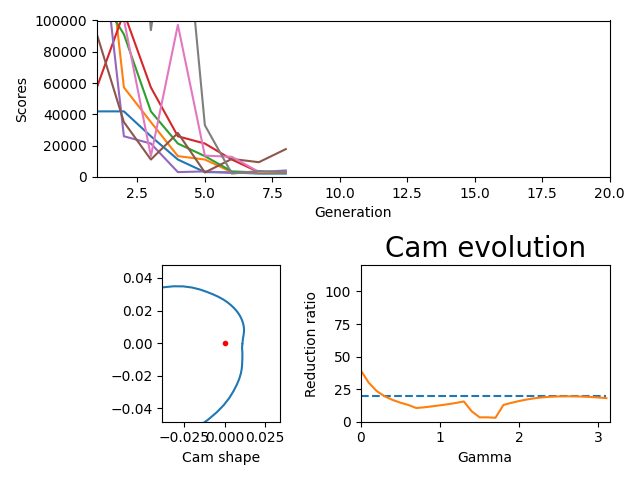 100000
80000
60000
40000
20000
0
Scores
2.5 5.0 7.5 10.0 12.5 15.0 17.5 20.0
Generation
0.04
0.02
0.00
−0.02
−0.04
−0.025 0.000 0.025
Cam shape
Cam evolution
100
75
50
25
0
Reduction ratio
0 1 2 3
Gamma